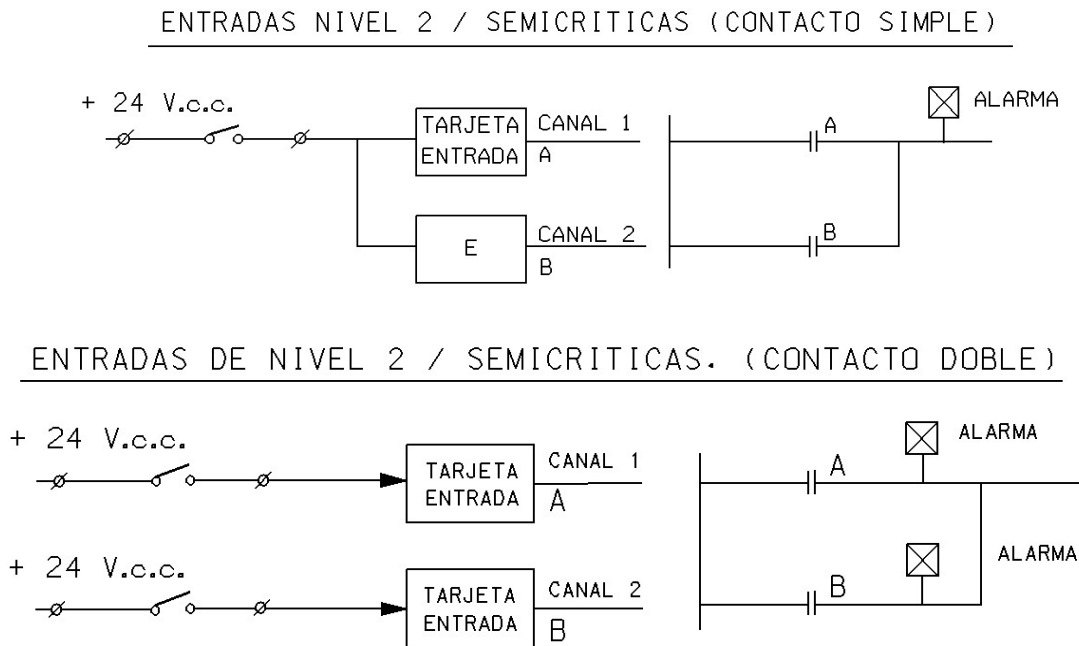 ENTRADAS NIVEL 2 / SEMICRITICAS (CONTACTO SIMPLE)
+ 24 V.c.c.
TARJETA
ENTRADA
CANAL 1
A
A
ALARMA
E
CANAL 2
B
B
ENTRADAS DE NIVEL 2 / SEMICRITICAS. (CONTACTO DOBLE)
+ 24 V.c.c.
TARJETA
ENTRADA
CANAL 1
A
A
ALARMA
+ 24 V.c.c.
TARJETA
ENTRADA
CANAL 2
B
B
ALARMA